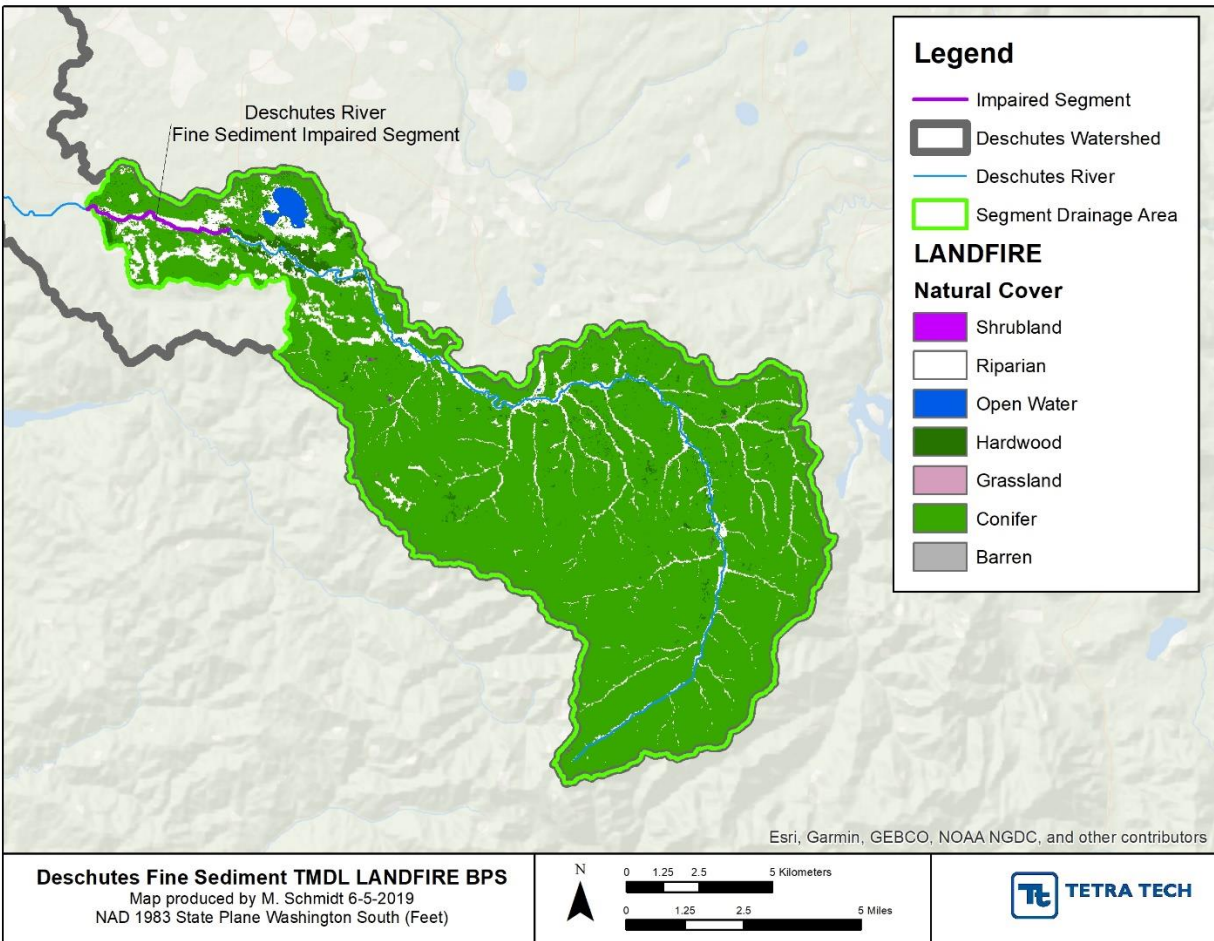 Deschutes River
Fine Sediment Impaired Segment
Legend
Impaired Segment
Deschutes Watershed
Deschutes River
Segment Drainage Area
LANDFIRE
Natural Cover
Shrubland
Riparian
Open Water
Hardwood
Grassland
Conifer
Barren
Esri, Garmin, GEBCO, NOAA NGDC, and other contributors
Deschutes Fine Sediment TMDL LANDFIRE BPS
Map produced by M. Schmidt 6-5-2019
NAD 1983 State Plane Washington South (Feet)
N
0 1.25 2.5 5 Kilometers
0 1.25 2.5 5 Miles
Tt TETRA TECH